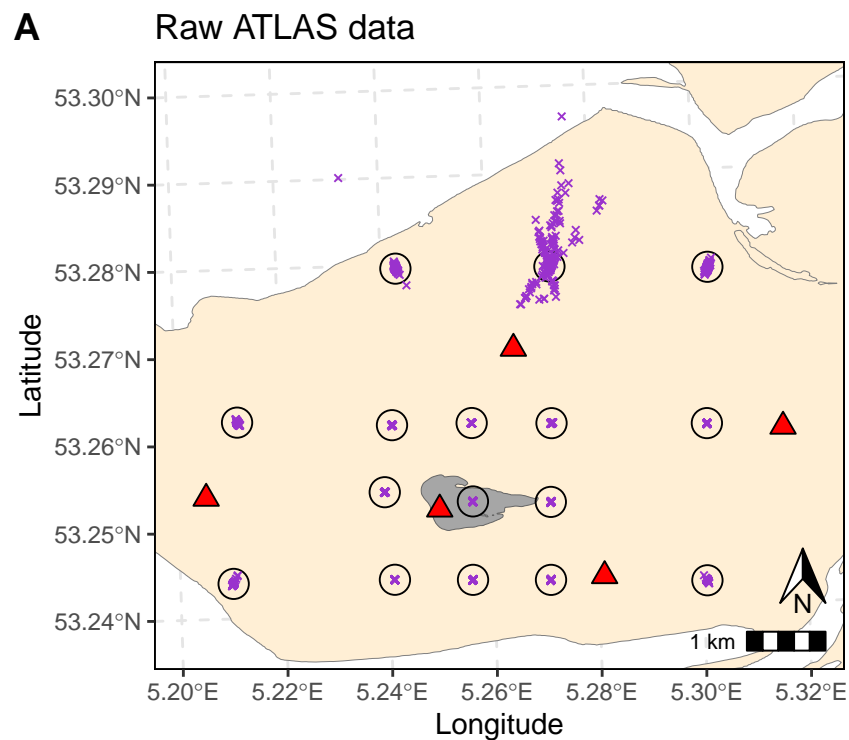 A Raw ATLAS data
53.30°N
53.29°N
53.28°N
53.27°N
53.26°N
53.25°N
53.24°N
Latitude
N
1 km
5.20°E 5.22°E 5.24°E 5.26°E 5.28°E 5.30°E 5.32°E
Longitude